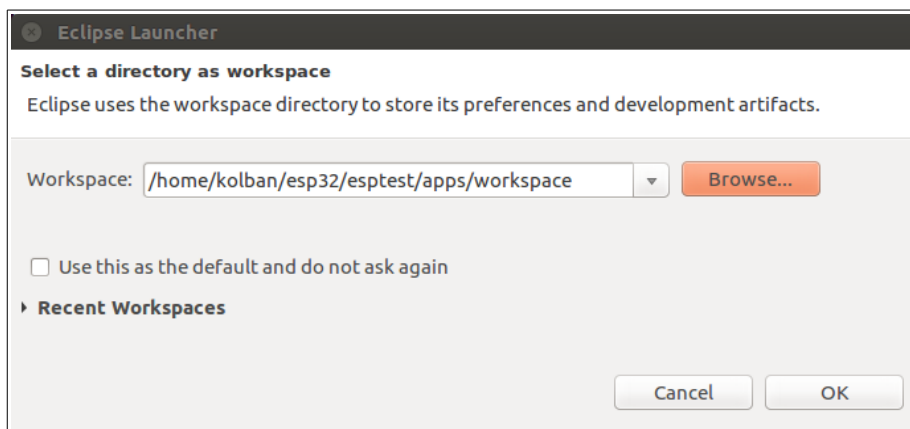 Eclipse Launcher
Select a directory as workspace
Eclipse uses the workspace directory to store its preferences and development artifacts.
Workspace: /home/kolban/esp32/esptest/apps/workspace Browse...
Use this as the default and do not ask again
Recent Workspaces
Cancel OK